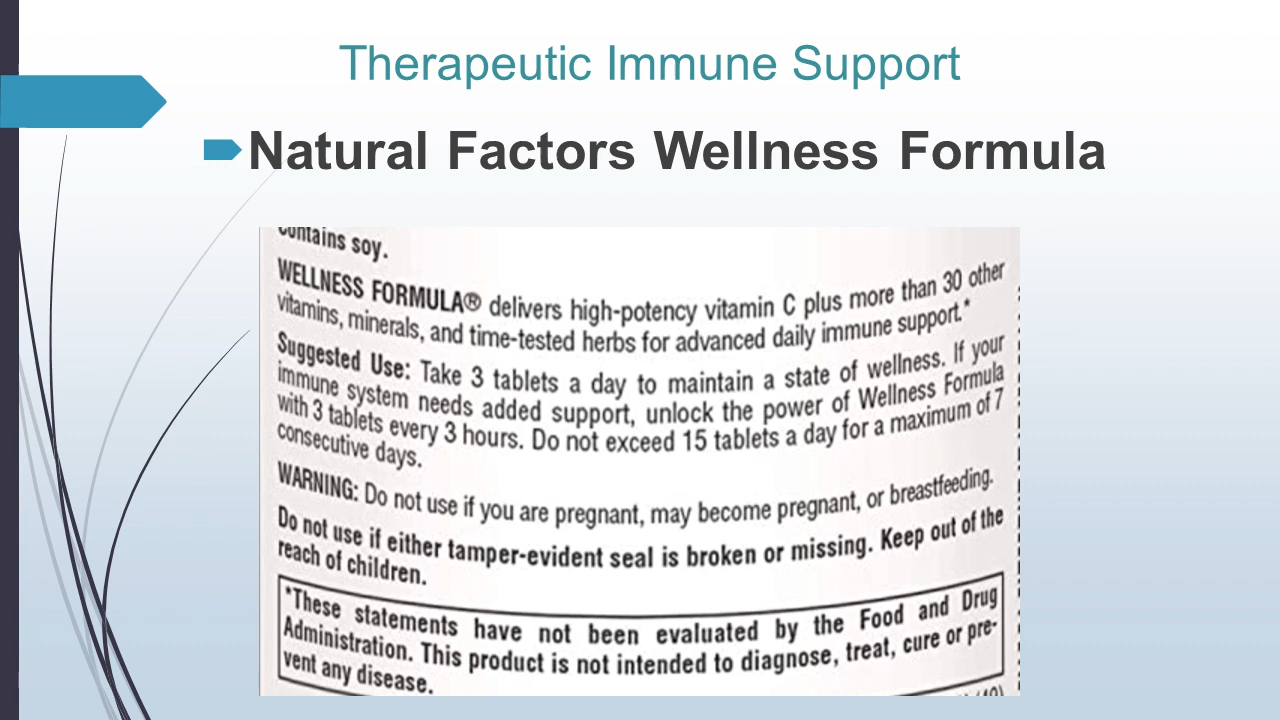 Therapeutic Immune Support
Natural Factors Wellness Formula
contains soy.
WELLNESS FORMULA® delivers high-potency vitamin C plus more than 30 other
vitamins, minerals, and time-tested herbs for advanced daily immune support.*
Suggested Use: Take 3 tablets a day to maintain a state of wellness. If your
immune system needs added support, unlock the power of Wellness Formula
with 3 tablets every 3 hours. Do not exceed 15 tablets a day for a maximum of 7
consecutive days.
WARNING: Do not use if you are pregnant, may become pregnant, or breastfeeding.
Do not use if either tamper-evident seal is broken or missing. Keep out of the
reach of children.
*These statements have not been evaluated by the Food and Drug
Administration. This product is not intended to diagnose, treat, cure or pre-
vent any disease.